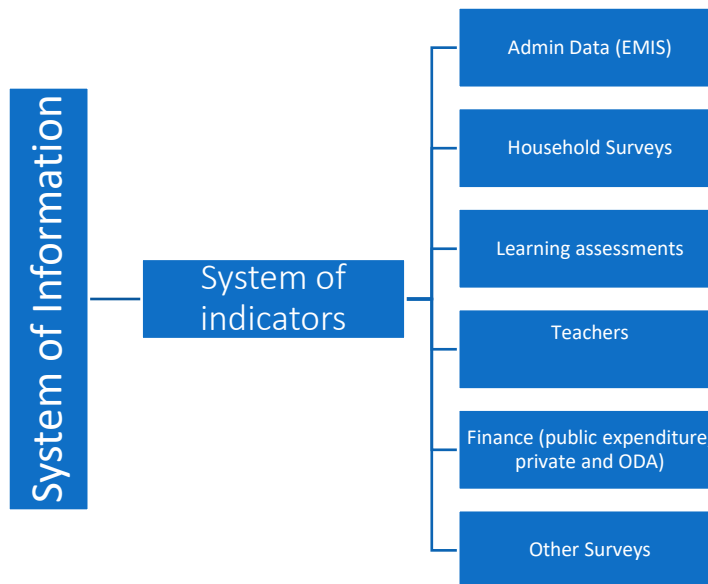 System of Information
System of
indicators
Admin Data (EMIS)
Household Surveys
Learning assessments
Teachers
Finance (public expenditure
private and ODA)
Other Surveys